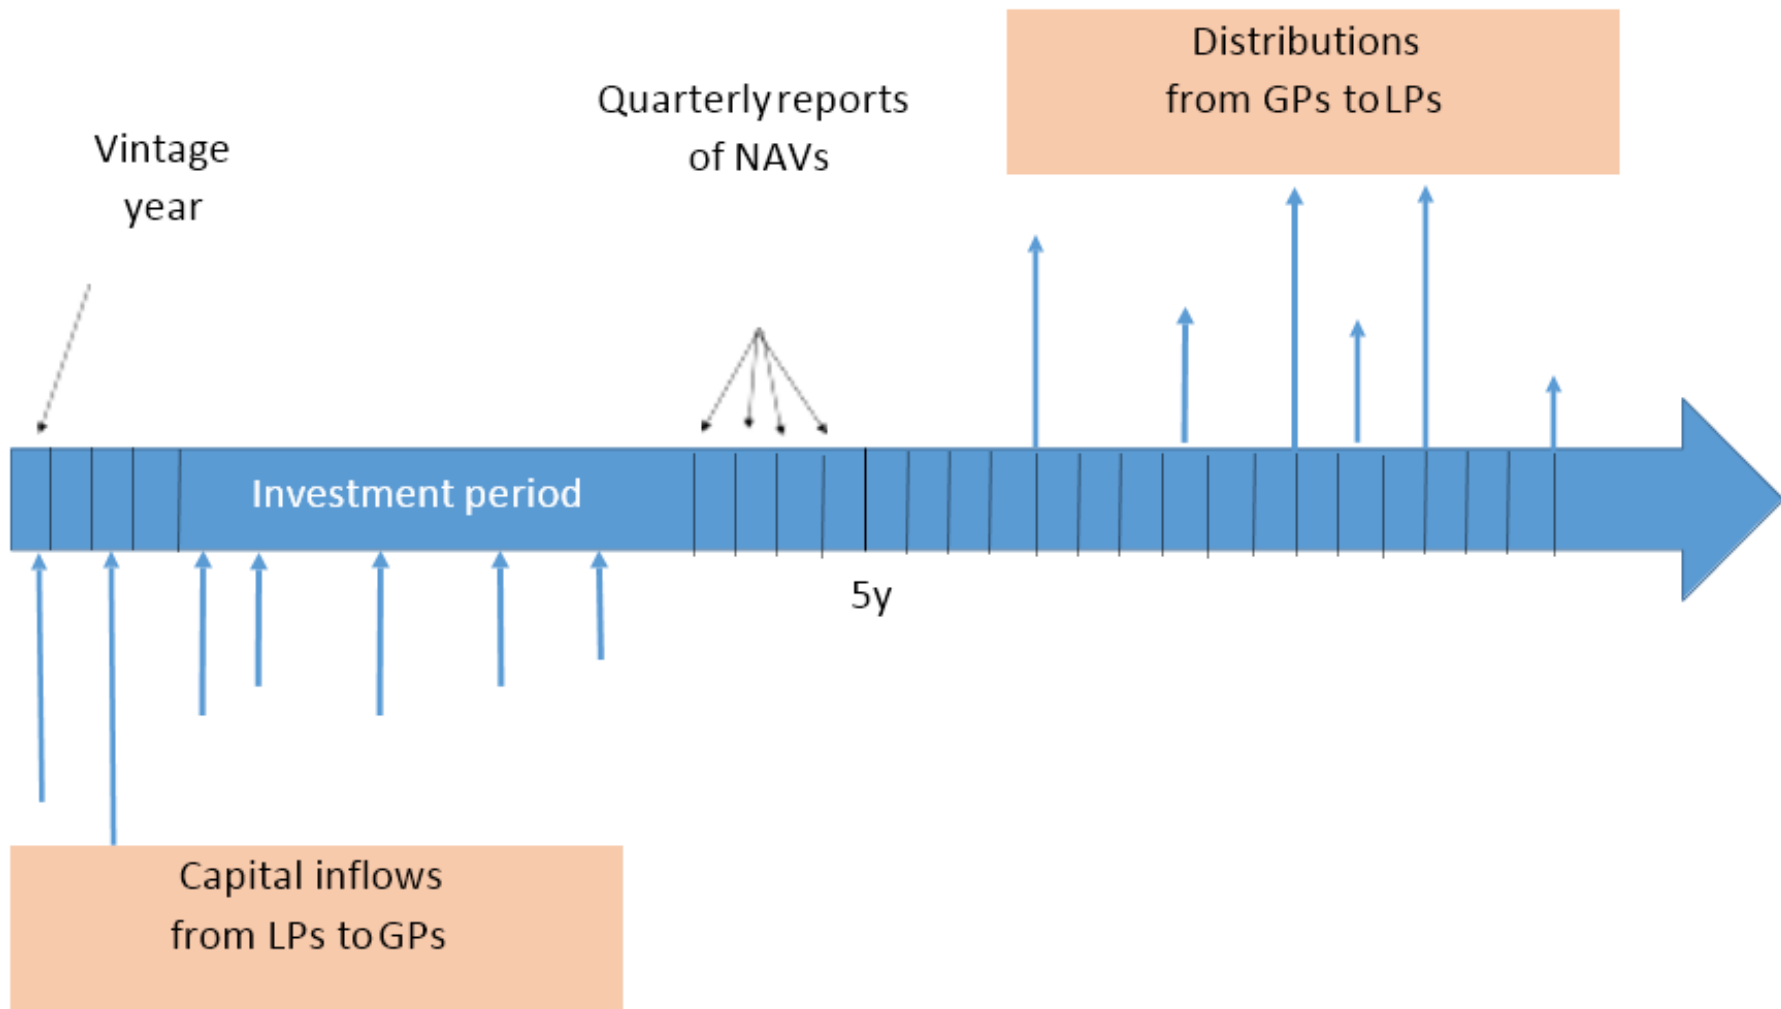 Distributions
from GPs to LPs
Quarterly reports
of NAVs
Vintage
year
Investment period
5y
Capital inflows
from LPs to GPs